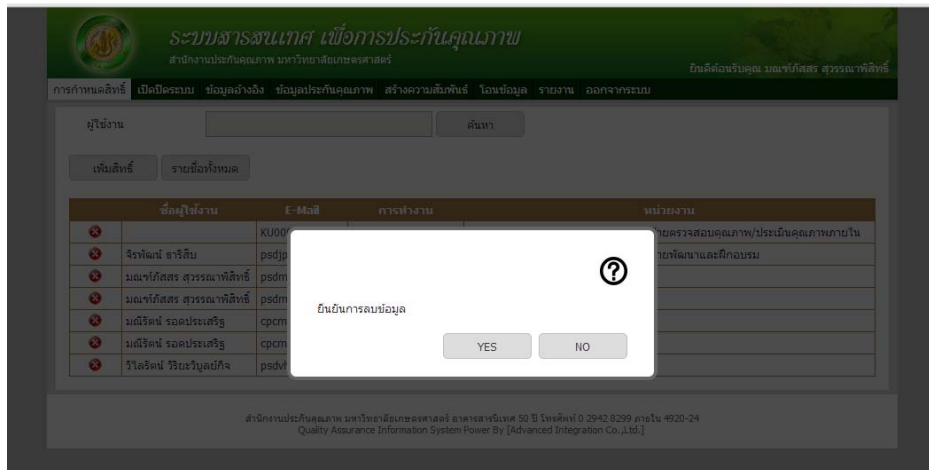 ระบบสารสนเทศ เพื่อการประกันคุณภาพ
สำนักงานประกันคุณภาพ มหาวิทยาลัยเกษตรศาสตร์
ยินดีต้อนรับคุณ มณฑ์ภัสสร สุวรรณาพิสิทธิ์
การกำหนดสิทธิ์ เปิดปิดระบบ ข้อมูลอ้างอิง ข้อมูลประกันคุณภาพ สร้างความสัมพันธ์ โอนข้อมูล รายงาน ออกจากระบบ
ผู้ใช้งาน ค้นหา
เพิ่มสิทธิ์ รายชื่อทั้งหมด
ชื่อผู้ใช้งาน E-Mail การทำงาน หน่วยงาน
ตรวจสอบคุณภาพ/ประเมินคุณภาพภายใน
จิรพัฒน์ ธาริสืบ psdjp พัฒนาและฝึกอบรม
มณฑ์ภัสสร สุวรรณาพิสิทธิ์ psdm
มณฑ์ภัสสร สุวรรณาพิสิทธิ์ psdm
มณีรัตน์ รอดประเสริฐ cpcm
มณีรัตน์ รอดประเสริฐ cpcm
วิไลรัตน์ วิริยะวิบูลย์กิจ
ยืนยันการลบข้อมูล
YES NO
สำนักงานประกันคุณภาพ มหาวิทยาลัยเกษตรศาสตร์ อาคารสารนิเทศ 50 ปี โทรศัพท์ 0 2942 8299 ภายใน 4920-24
Quality Assurance Information System Power By [Advanced Integration Co.,Ltd.]